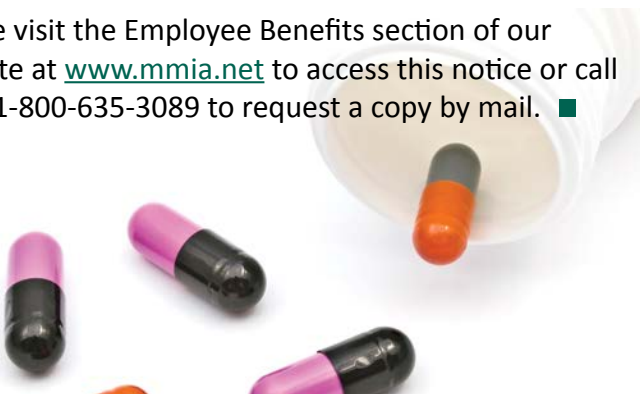 visit the Employee Benefits section of our
at www.mmia.net to access this notice or call
1-800-635-3089 to request a copy by mail.